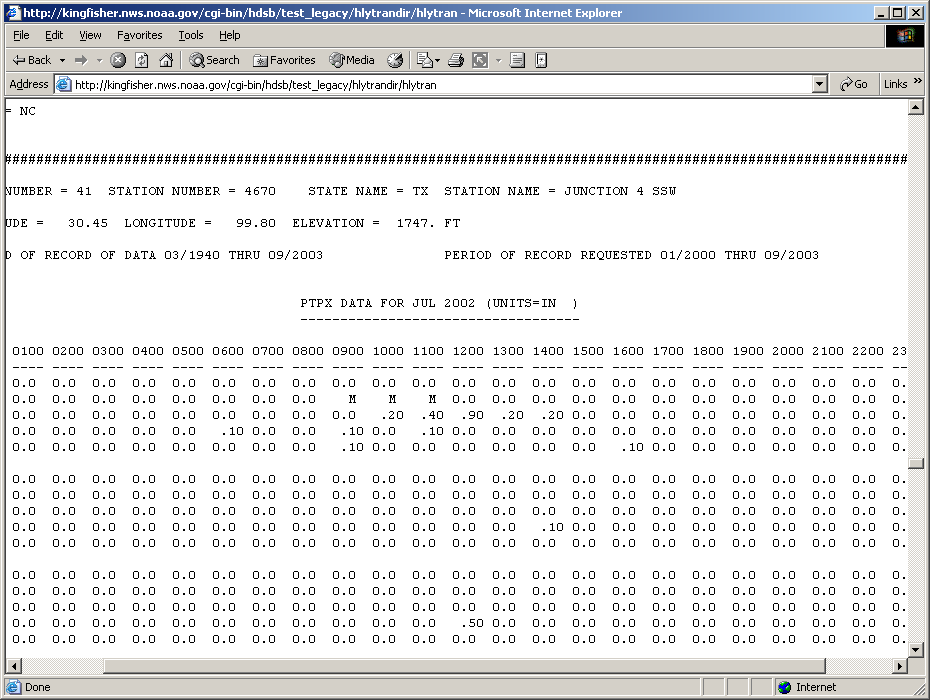 http://kingfisher.nws.noaa.gov/cgi-bin/hdsb/test_legacy/hlytrandir/hlytran - Microsoft Internet Explorer
File Edit View Favorites Tools Help
Back Search Favorites Media
Address http://kingfisher.nws.noaa.gov/cgi-bin/hdsb/test_legacy/hlytrandir/hlytran Go Links »
= NC
#################################################################################################################
NUMBER = 41 STATION NUMBER = 4670 STATE NAME = TX STATION NAME = JUNCTION 4 SSW
UDE = 30.45 LONGITUDE = 99.80 ELEVATION = 1747. FT
D OF RECORD OF DATA 03/1940 THRU 09/2003 PERIOD OF RECORD REQUESTED 01/2000 THRU 09/2003
PTPX DATA FOR JUL 2002 (UNITS=IN )
-----------------------------------
0100 0200 0300 0400 0500 0600 0700 0800 0900 1000 1100 1200 1300 1400 1500 1600 1700 1800 1900 2000 2100 2200 23
---- ---- ---- ---- ---- ---- ---- ---- ---- ---- ---- ---- ---- ---- ---- ---- ---- ---- ---- ---- ---- ---- --
0.0 0.0 0.0 0.0 0.0 0.0 0.0 0.0 0.0 0.0 0.0 0.0 0.0 0.0 0.0 0.0 0.0 0.0 0.0 0.0 0.0 0.0 0.
0.0 0.0 0.0 0.0 0.0 0.0 0.0 0.0 M M M 0.0 0.0 0.0 0.0 0.0 0.0 0.0 0.0 0.0 0.0 0.0 0.
0.0 0.0 0.0 0.0 0.0 0.0 0.0 0.0 0.0 .20 .40 .90 .20 .20 0.0 0.0 0.0 0.0 0.0 0.0 0.0 0.0 0.
0.0 0.0 0.0 0.0 0.0 .10 0.0 0.0 .10 0.0 .10 0.0 0.0 0.0 0.0 0.0 0.0 0.0 0.0 0.0 0.0 0.0 0.
0.0 0.0 0.0 0.0 0.0 0.0 0.0 0.0 .10 0.0 0.0 0.0 0.0 0.0 0.0 .10 0.0 0.0 0.0 0.0 0.0 0.0 0.
0.0 0.0 0.0 0.0 0.0 0.0 0.0 0.0 0.0 0.0 0.0 0.0 0.0 0.0 0.0 0.0 0.0 0.0 0.0 0.0 0.0 0.0 0.
0.0 0.0 0.0 0.0 0.0 0.0 0.0 0.0 0.0 0.0 0.0 0.0 0.0 0.0 0.0 0.0 0.0 0.0 0.0 0.0 0.0 0.0 0.
0.0 0.0 0.0 0.0 0.0 0.0 0.0 0.0 0.0 0.0 0.0 0.0 0.0 0.0 0.0 0.0 0.0 0.0 0.0 0.0 0.0 0.0 0.
0.0 0.0 0.0 0.0 0.0 0.0 0.0 0.0 0.0 0.0 0.0 0.0 0.0 .10 0.0 0.0 0.0 0.0 0.0 0.0 0.0 0.0 0.
0.0 0.0 0.0 0.0 0.0 0.0 0.0 0.0 0.0 0.0 0.0 0.0 0.0 0.0 0.0 0.0 0.0 0.0 0.0 0.0 0.0 0.0 0.
0.0 0.0 0.0 0.0 0.0 0.0 0.0 0.0 0.0 0.0 0.0 0.0 0.0 0.0 0.0 0.0 0.0 0.0 0.0 0.0 0.0 0.0 0.
0.0 0.0 0.0 0.0 0.0 0.0 0.0 0.0 0.0 0.0 0.0 0.0 0.0 0.0 0.0 0.0 0.0 0.0 0.0 0.0 0.0 0.0 0.
0.0 0.0 0.0 0.0 0.0 0.0 0.0 0.0 0.0 0.0 0.0 0.0 0.0 0.0 0.0 0.0 0.0 0.0 0.0 0.0 0.0 0.0 0.
0.0 0.0 0.0 0.0 0.0 0.0 0.0 0.0 0.0 0.0 0.0 .50 0.0 0.0 0.0 0.0 0.0 0.0 0.0 0.0 0.0 0.0 0.
0.0 0.0 0.0 0.0 0.0 0.0 0.0 0.0 0.0 0.0 0.0 0.0 0.0 0.0 0.0 0.0 0.0 0.0 0.0 0.0 0.0 0.0 0.
Done Internet